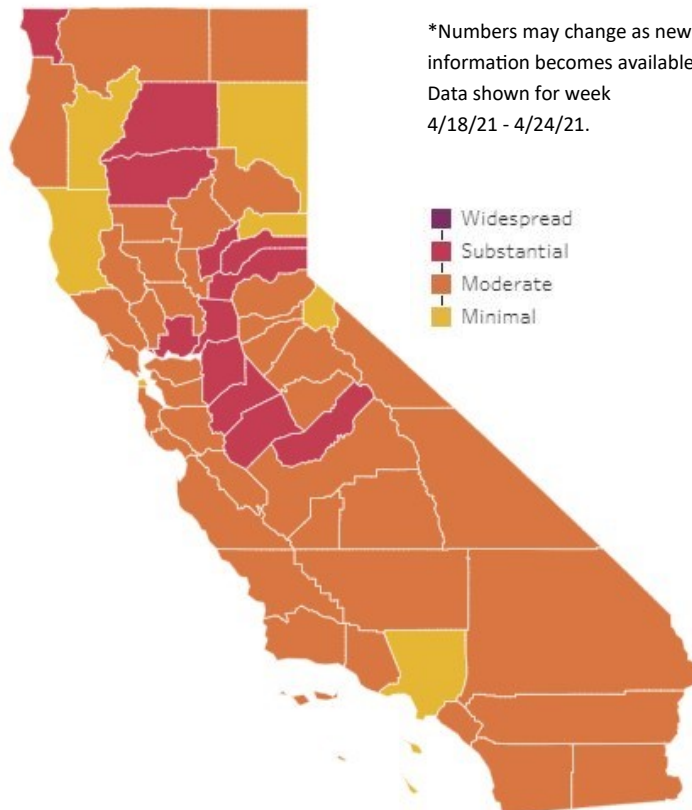 *Numbers may change as new
information becomes available
Data shown for week
4/18/21 - 4/24/21.
Widespread
Substantial
Moderate
Minimal